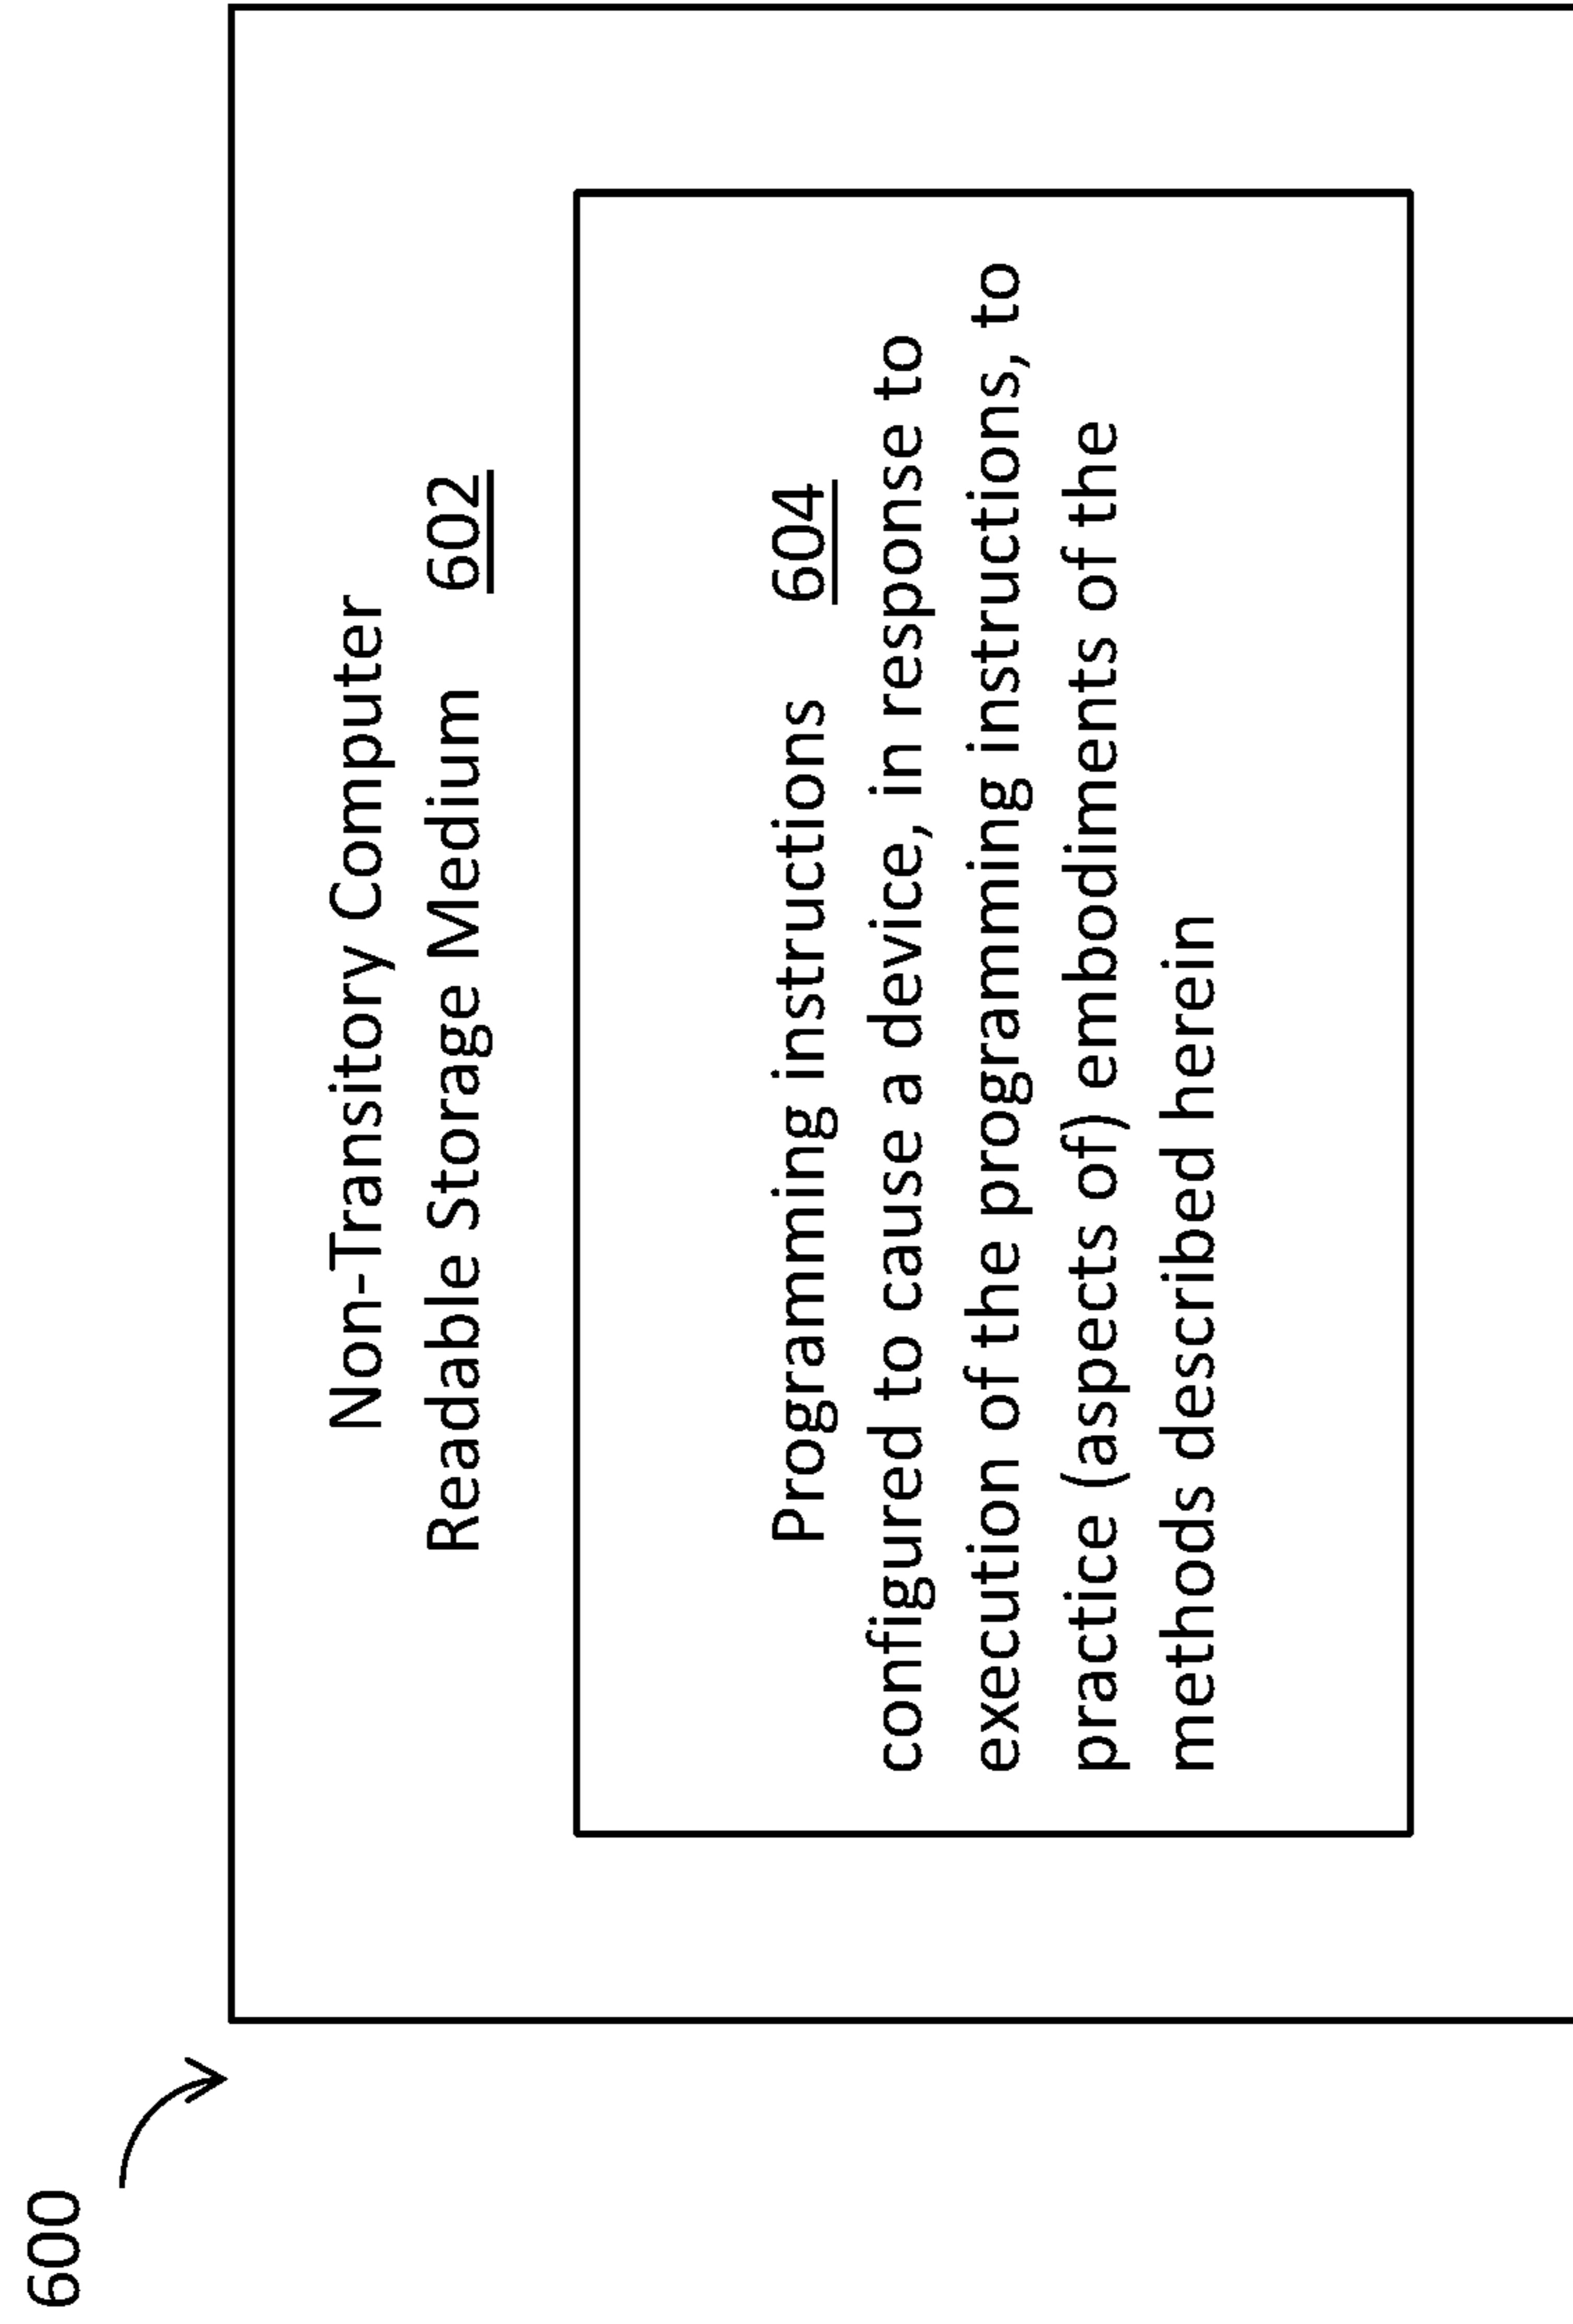 600
Non-Transitory Computer
Readable Storage Medium 602
Programming instructions 604
configured to cause a device, in response to
execution of the programming instructions, to
practice (aspects of) embodiments of the
methods described herein